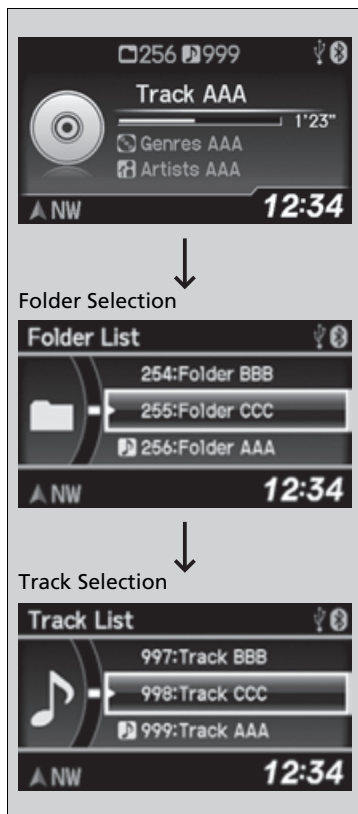 256 999
Track AAA
1'23"
Genres AAA
Artists AAA
NW 12:34
Folder Selection
Folder List
254:Folder BBB
255:Folder CCC
256:Folder AAA
NW 12:34
Track Selection
Track List
997:Track BBB
998:Track CCC
999:Track AAA
NW 12:34